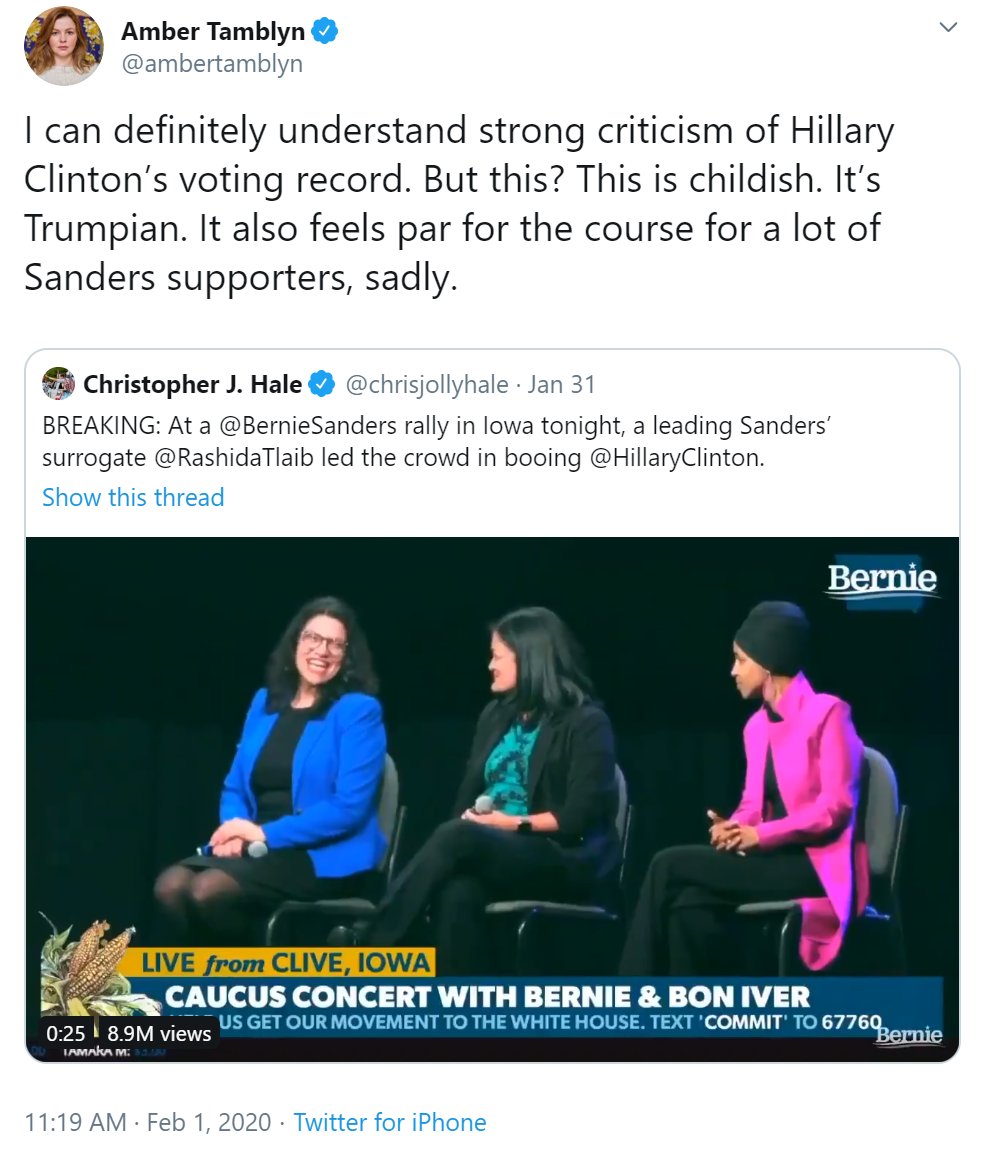 Amber Tamblyn
@ambertamblyn
I can definitely understand strong criticism of Hillary
Clinton’s voting record. But this? This is childish. It’s
Trumpian. It also feels par for the course for a lot of
Sanders supporters, sadly.
Christopher J. Hale @chrisjollyhale · Jan 31
BREAKING: At a @BernieSanders rally in Iowa tonight, a leading Sanders’
surrogate @RashidaTlaib led the crowd in booing @HillaryClinton.
Show this thread
Bernie
LIVE from CLIVE, IOWA
CAUCUS CONCERT WITH BERNIE & BON IVER
US GET OUR MOVEMENT TO THE WHITE HOUSE. TEXT 'COMMIT' TO 67760
Bernie
0:25 8.9M views
TAMARA M:
11:19 AM · Feb 1, 2020 · Twitter for iPhone